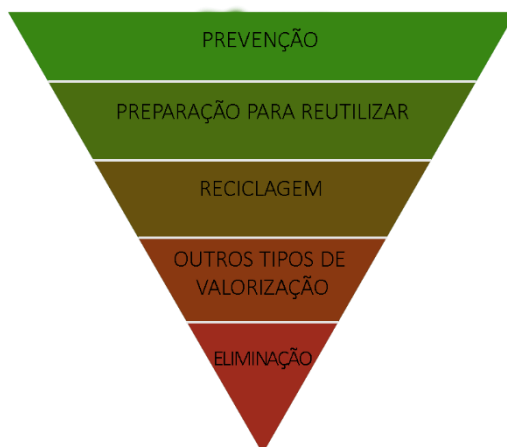 PREVENÇÃO
PREPARAÇÃO PARA REUTILIZAR
RECICLAGEM
OUTROS TIPOS DE
VALORIZAÇÃO
ELIMINAÇÃO